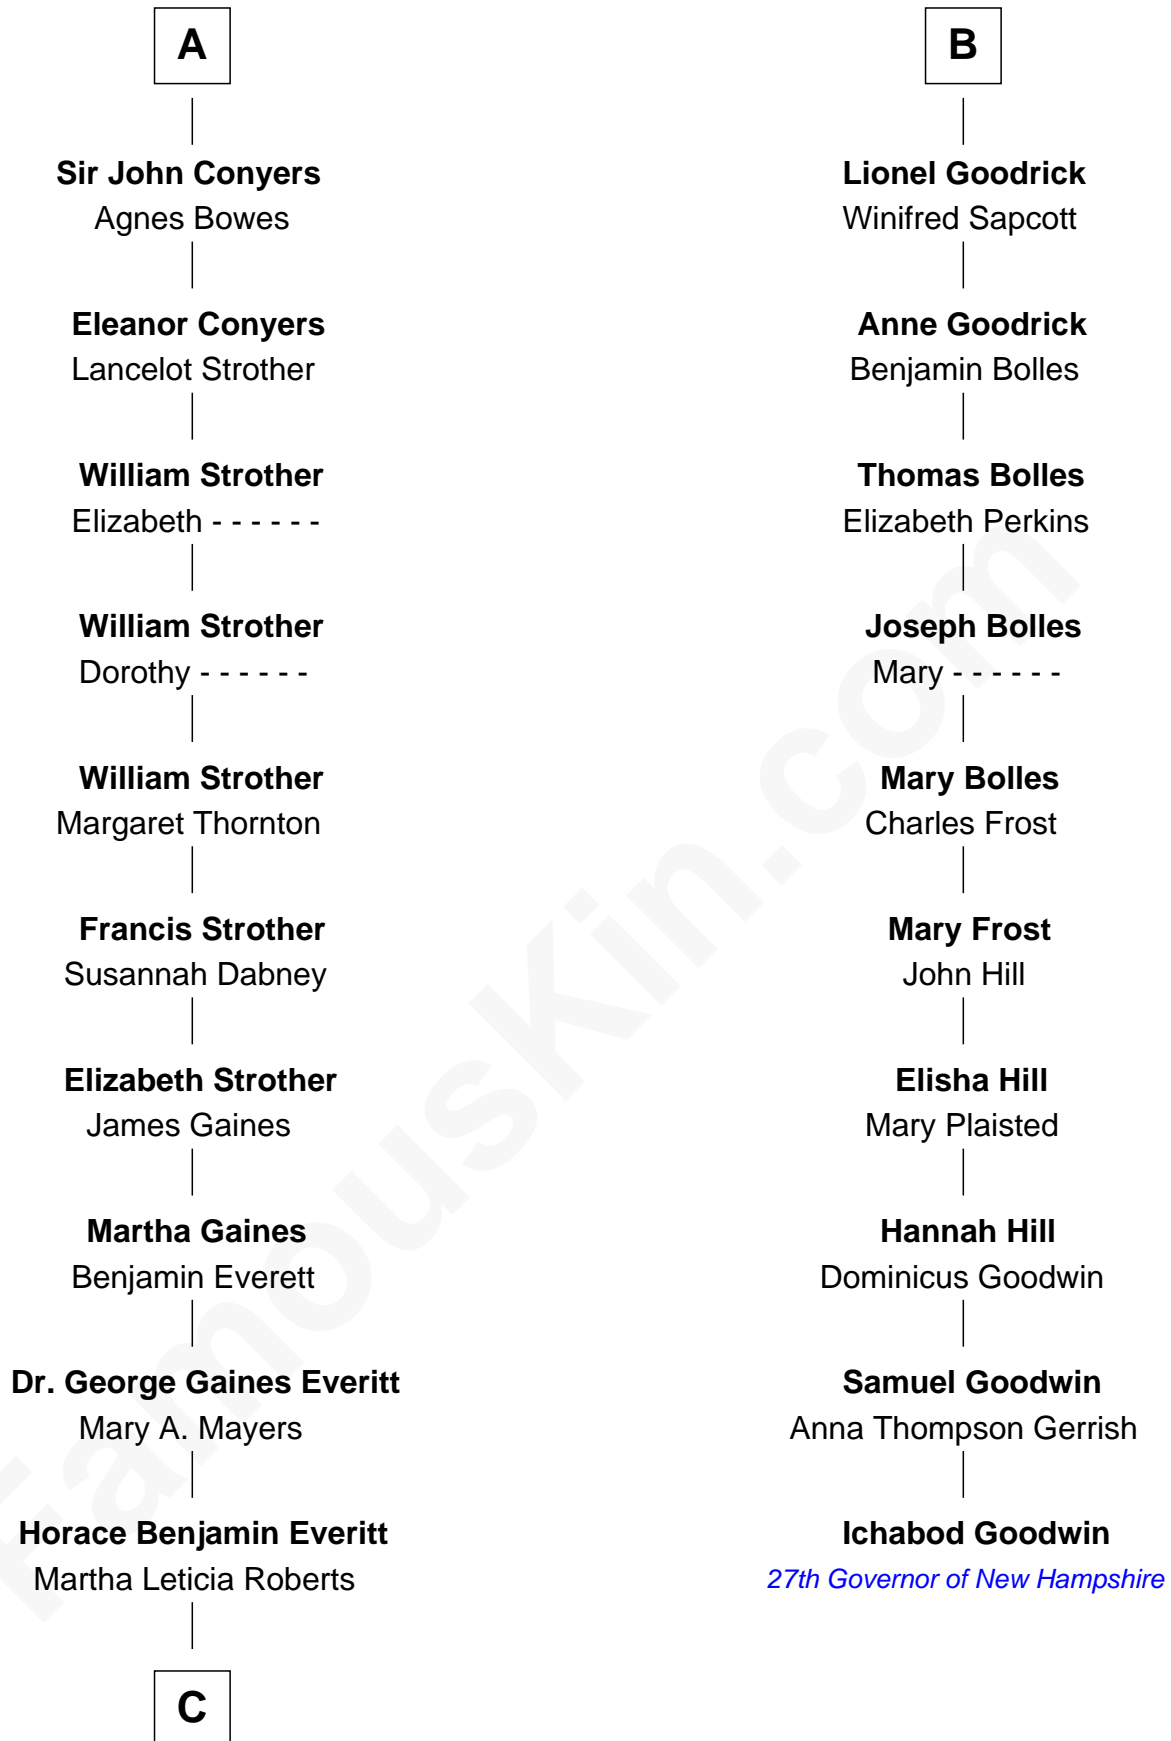 A
Sir John Conyers
Agnes Bowes
Eleanor Conyers
Lancelot Strother
William Strother
Elizabeth - - - - - -
William Strother
Dorothy - - - - - -
William Strother
Margaret Thornton
Francis Strother
Susannah Dabney
Elizabeth Strother
James Gaines
Martha Gaines
Benjamin Everett
Dr. George Gaines Everitt
Mary A. Mayers
Horace Benjamin Everitt
Martha Leticia Roberts
C
B
Lionel Goodrick
Winifred Sapcott
Anne Goodrick
Benjamin Bolles
Thomas Bolles
Elizabeth Perkins
Joseph Bolles
Mary - - - - - -
Mary Bolles
Charles Frost
Mary Frost
John Hill
Elisha Hill
Mary Plaisted
Hannah Hill
Dominicus Goodwin
Samuel Goodwin
Anna Thompson Gerrish
Ichabod Goodwin
27th Governor of New Hampshire
FamousKin.com